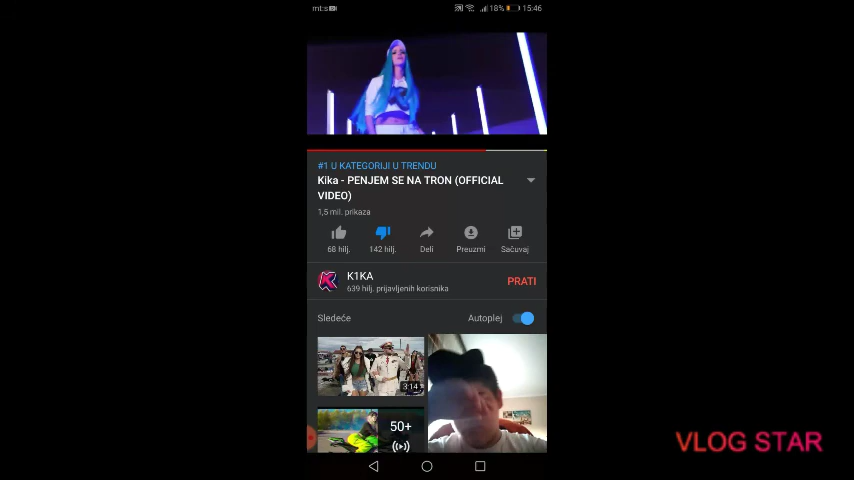 mt:s
18% 15:46
#1 U KATEGORIJI U TRENDU
Kika - PENJEM SE NA TRON (OFFICIAL
VIDEO)
1,5 mil. prikaza
68 hilj. 142 hilj. Deli Preuzmi Sačuvaj
K1KA
639 hilj. prijavljenih korisnika
PRATI
Sledeće Autoplej
3:14
50+
VLOG STAR